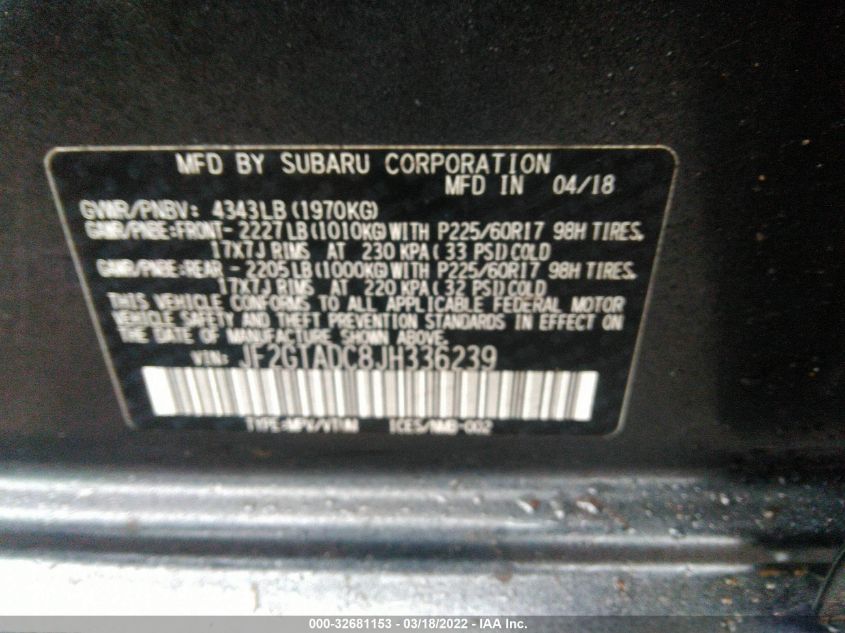 MFD BY SUBARU CORPORATION
MFD IN 04/18
GVWR/PNBV: 4343LB (1970KG)
GAWR/PNBE:FRONT- 2227LB (1010KG) WITH P225/60R17 98H TIRES,
17X7J RIMS AT 230 KPA( 33 PSI) COLD
GAWR/PNBE:REAR - 2205LB (1000KG) WITH P225/60R17 98H TIRES,
17X7J RIMS AT 220 KPA( 32 PSI) COLD
THIS VEHICLE CONFORMS TO ALL APPLICABLE FEDERAL MOTOR
VEHICLE SAFETY AND THEFT PREVENTION STANDARDS IN EFFECT ON
THE DATE OF MANUFACTURE SHOWN ABOVE.
VIN: JF2GTADC8JH336239
TYPE:MPV/VTUM ICES/NMB-002
000-32681153 - 03/18/2022 - IAA Inc.